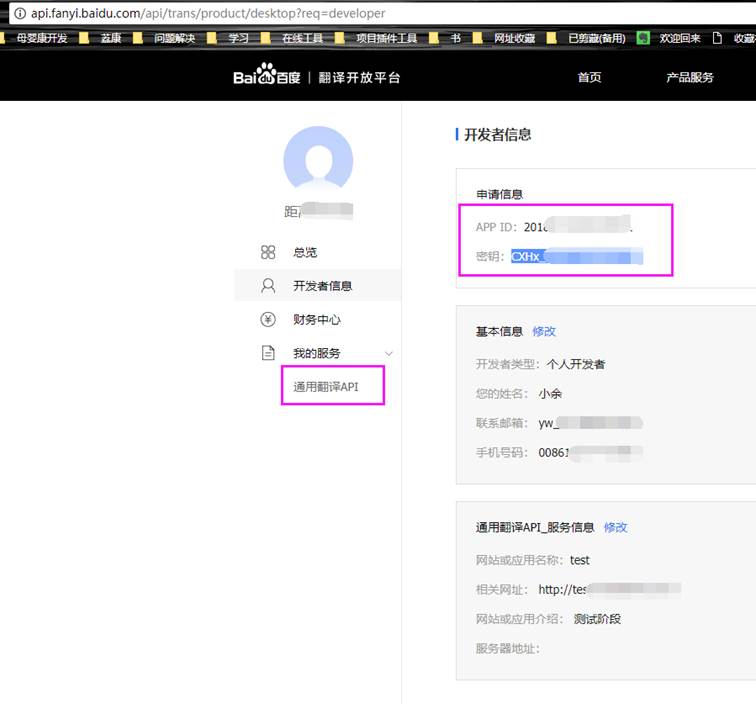 api.fanyi.baidu.com/api/trans/product/desktop?req=developer
母婴康开发 蓝康 问题解决 学习 在线工具 项目插件工具 书 网址收藏 已剪藏(备用) 欢迎回来 收藏
Bai百度 | 翻译开放平台 首页 产品服务
开发者信息
申请信息
距
APP ID: 2018
密钥: CXHx_
总览
开发者信息
财务中心
我的服务
通用翻译API
基本信息 修改
开发者类型: 个人开发者
您的姓名: 小余
联系邮箱: yw_
手机号码: 00861
通用翻译API_服务信息 修改
网站或应用名称: test
相关网址: http://tes
网站或应用介绍: 测试阶段
服务器地址: